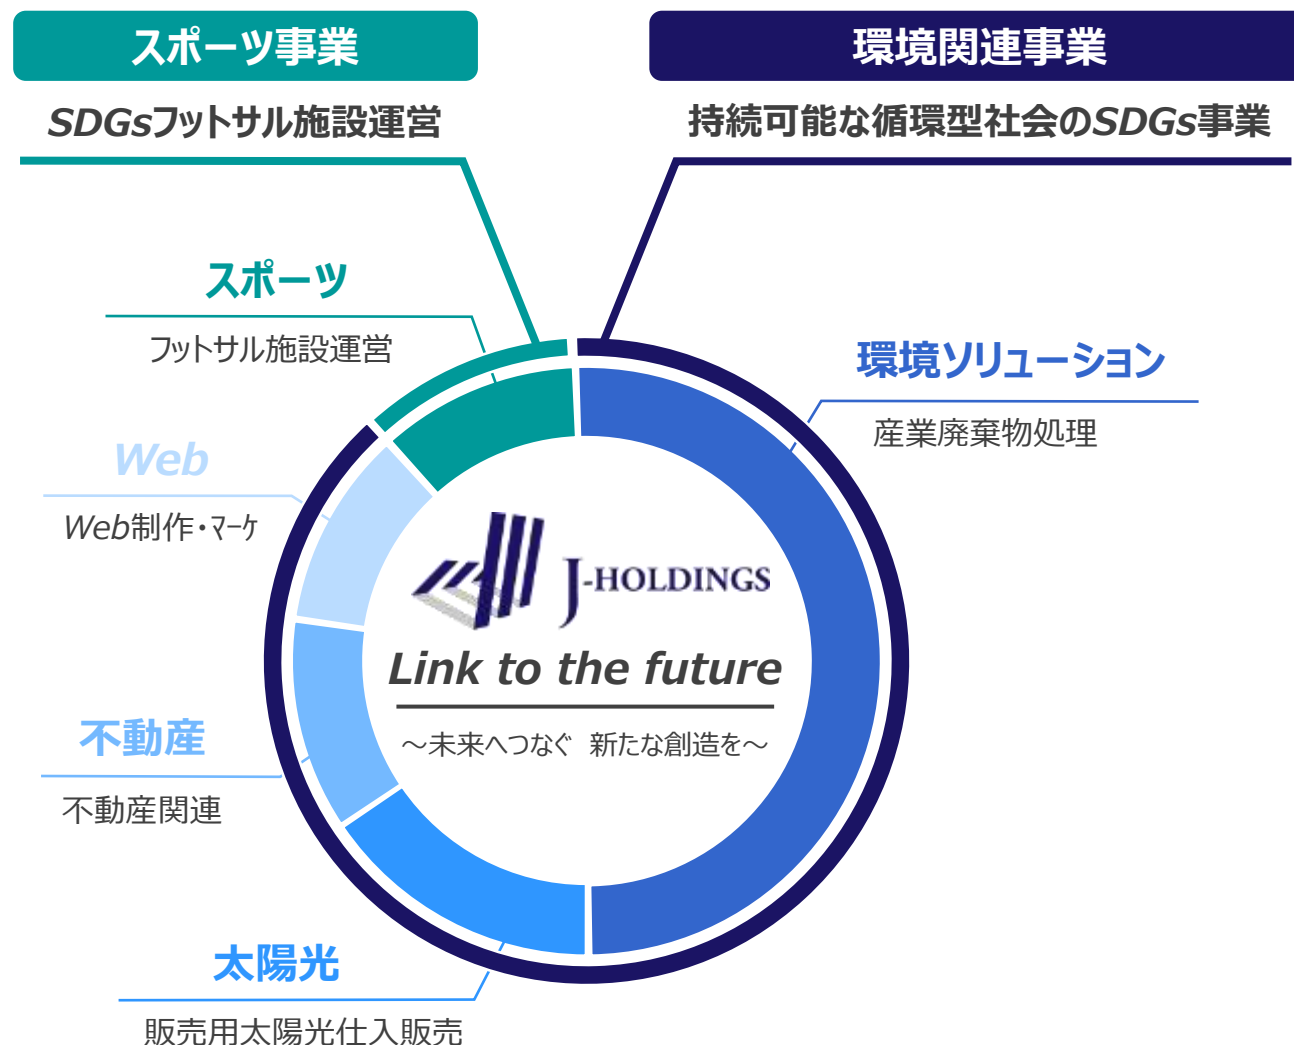 スポーツ事業
環境関連事業
SDGsフットサル施設運営
持続可能な循環型社会のSDGs事業
スポーツ
フットサル施設運営
環境ソリューション
産業廃棄物処理
Web
Web制作・ﾏｰｹ
J-HOLDINGS
Link to the future
～未来へつなぐ 新たな創造を～
不動産
不動産関連
太陽光
販売用太陽光仕入販売